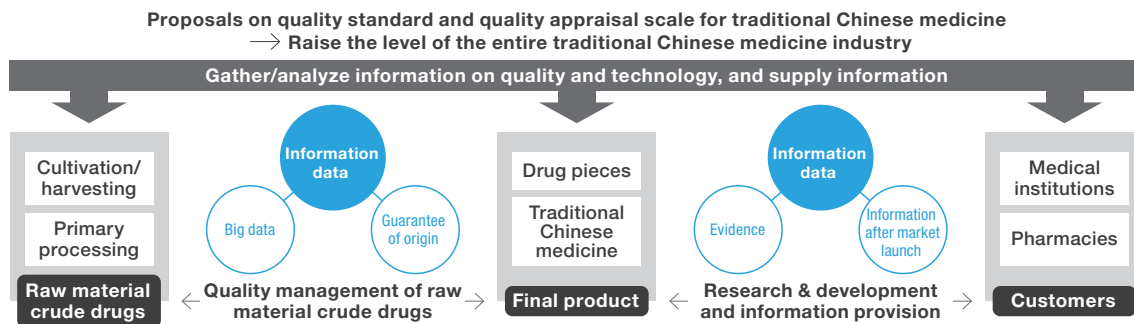 Proposals on quality standard and quality appraisal scale for traditional Chinese medicine
→ Raise the level of the entire traditional Chinese medicine industry
Gather/analyze information on quality and technology, and supply information
Cultivation/
harvesting
Primary
processing
Raw material
crude drugs
Information
data
Big data
Guarantee
of origin
← Quality management of raw →
material crude drugs
Drug pieces
Traditional
Chinese
medicine
Final product
Information
data
Evidence
Information
after market
launch
← Research & development →
and information provision
Medical
institutions
Pharmacies
Customers